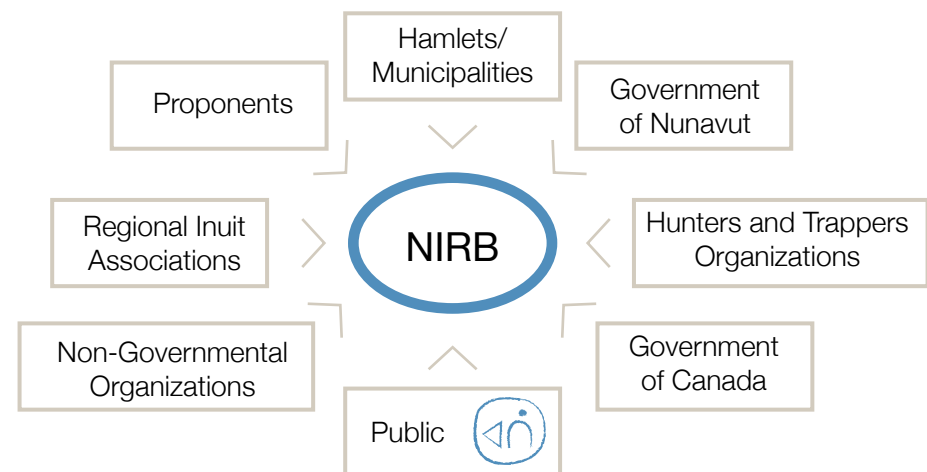 Hamlets/
Municipalities
Proponents
Government
of Nunavut
Regional Inuit
Associations
NIRB
Hunters and Trappers
Organizations
Non-Governmental
Organizations
Government
of Canada
Public